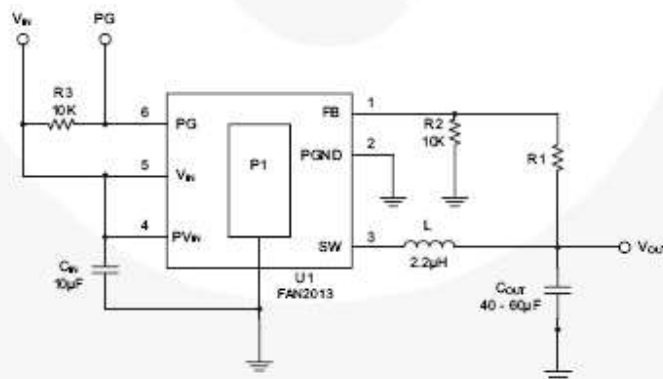 VIN
PG
R3
10K
6
PG
5
VIN
4
PVIN
CIN
10µF
P1
FB
1
PGND
2
SW
3
U1
FAN2013
R2
10K
R1
L
2.2µH
VOUT
COUT
40 - 60µF